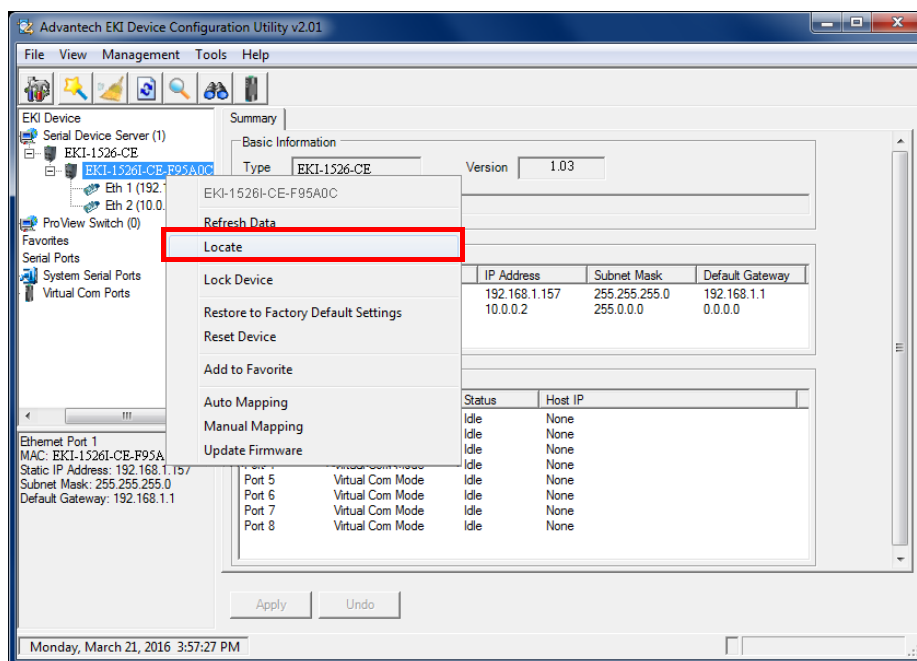 Advantech EKI Device Configuration Utility v2.01
File View Management Tools Help
EKI Device
Serial Device Server (1)
EKI-1526-CE
EKI-1526I-CE-F95A0C
Eth 1 (192.1
Eth 2 (10.0.
ProView Switch (0)
Favorites
Serial Ports
System Serial Ports
Virtual Com Ports
Ethernet Port 1
MAC: EKI-1526I-CE-F95A
Static IP Address: 192.168.1.157
Subnet Mask: 255.255.255.0
Default Gateway: 192.168.1.1
Summary
Basic Information
Type EKI-1526-CE Version 1.03
EKI-1526I-CE-F95A0C
Refresh Data
Locate
Lock Device
Restore to Factory Default Settings
Reset Device
Add to Favorite
Auto Mapping
Manual Mapping
Update Firmware
IP Address Subnet Mask Default Gateway
192.168.1.157 255.255.255.0 192.168.1.1
10.0.0.2 255.0.0.0 0.0.0.0
Status Host IP
Idle None
Idle None
Idle None
Idle None
Port 5 Virtual Com Mode Idle None
Port 6 Virtual Com Mode Idle None
Port 7 Virtual Com Mode Idle None
Port 8 Virtual Com Mode Idle None
Apply Undo
Monday, March 21, 2016 3:57:27 PM